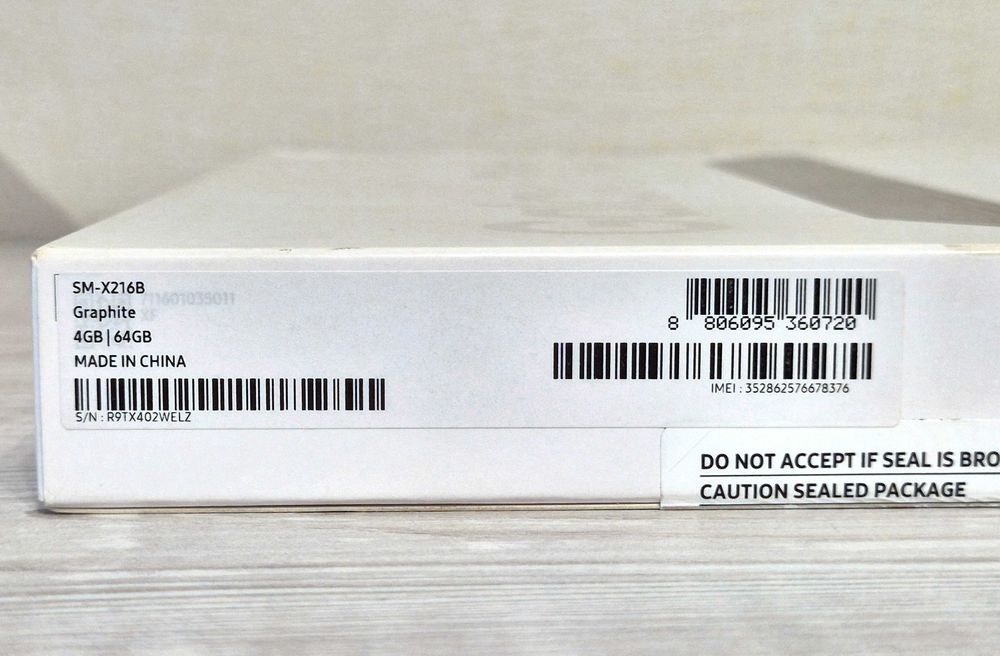 SM-X216B
Graphite
4GB | 64GB
MADE IN CHINA
S/N : R9TX402WELZ
8 806095 360720
IMEI : 352862576678376
DO NOT ACCEPT IF SEAL IS BRO
CAUTION SEALED PACKAGE